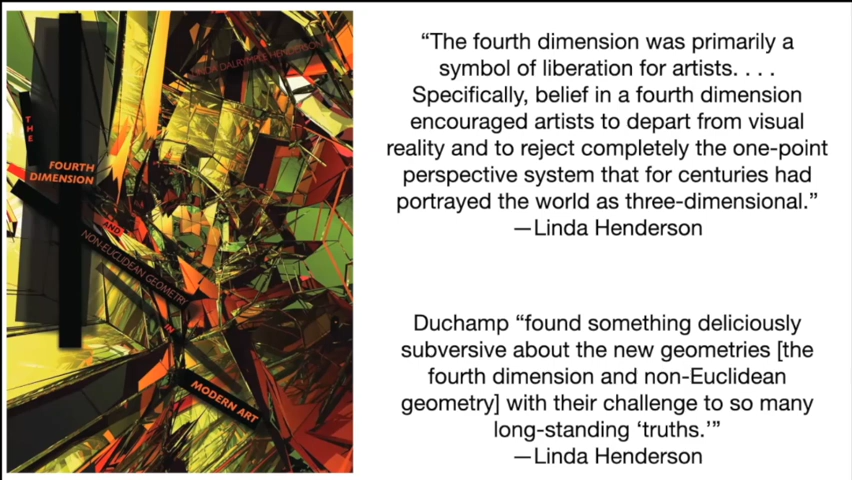 LINDA DALRYMPLE HENDERSON
THE
FOURTH
DIMENSION
AND
NON-EUCLIDEAN GEOMETRY
IN
MODERN ART
“The fourth dimension was primarily a
symbol of liberation for artists. . . .
Specifically, belief in a fourth dimension
encouraged artists to depart from visual
reality and to reject completely the one-point
perspective system that for centuries had
portrayed the world as three-dimensional.”
—Linda Henderson
Duchamp “found something deliciously
subversive about the new geometries [the
fourth dimension and non-Euclidean
geometry] with their challenge to so many
long-standing ‘truths.’”
—Linda Henderson